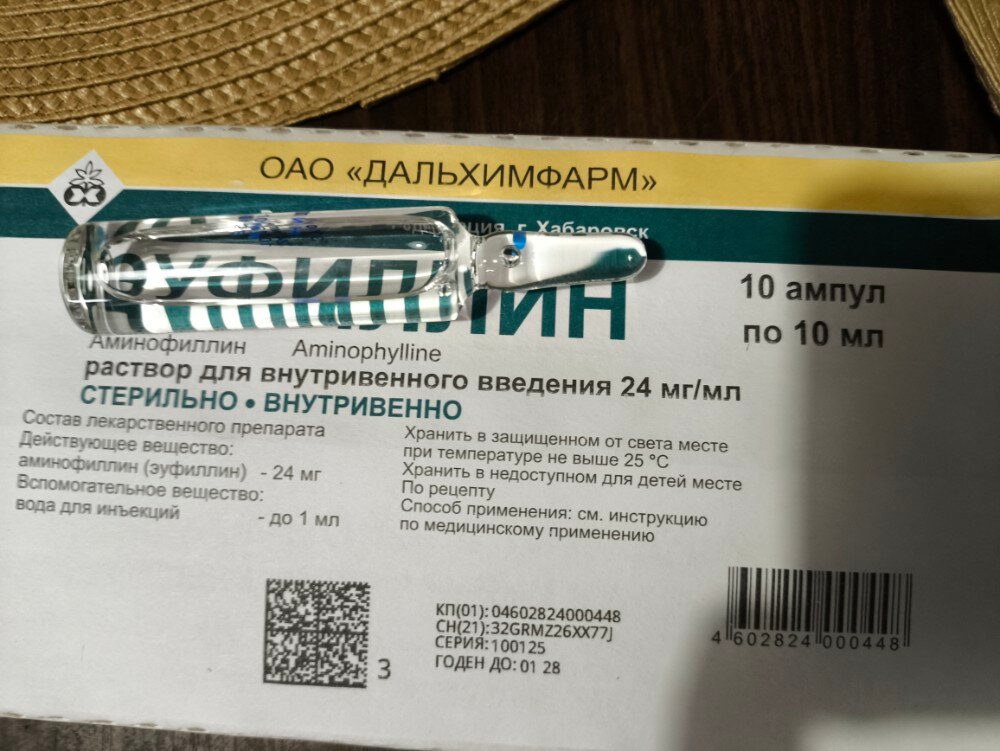 ОАО «ДАЛЬХИМФАРМ»
г. Хабаровск
ЭУФИЛЛИН
10 ампул
по 10 мл
Аминофиллин Aminophylline
раствор для внутривенного введения 24 мг/мл
СТЕРИЛЬНО • ВНУТРИВЕННО
Состав лекарственного препарата
Действующее вещество:
аминофиллин (эуфиллин) - 24 мг
Вспомогательное вещество:
вода для инъекций - до 1 мл
Хранить в защищенном от света месте
при температуре не выше 25 °С
Хранить в недоступном для детей месте
По рецепту
Способ применения: см. инструкцию
по медицинскому применению
3
КП(01): 04602824000448
СН(21):32GRMZ26XX77J
СЕРИЯ: 100125
ГОДЕН ДО: 01 28
4 602824 000448